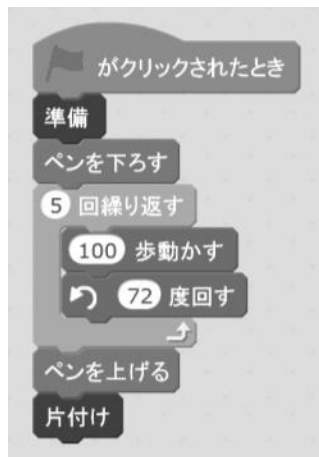 がクリックされたとき
準備
ペンを下ろす
5 回繰り返す
100 歩動かす
72 度回す
ペンを上げる
片付け